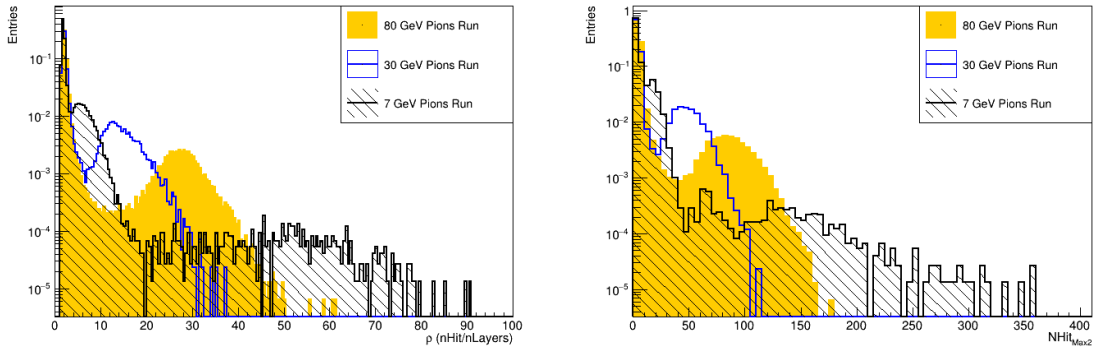 Entries
80 GeV Pions Run
30 GeV Pions Run
7 GeV Pions Run
10⁻¹
10⁻²
10⁻³
10⁻⁴
10⁻⁵
0 10 20 30 40 50 60 70 80 90 100
ρ (nHit/nLayers)
Entries
80 GeV Pions Run
30 GeV Pions Run
7 GeV Pions Run
1
10⁻¹
10⁻²
10⁻³
10⁻⁴
10⁻⁵
0 50 100 150 200 250 300 350 400
NHit_Max2